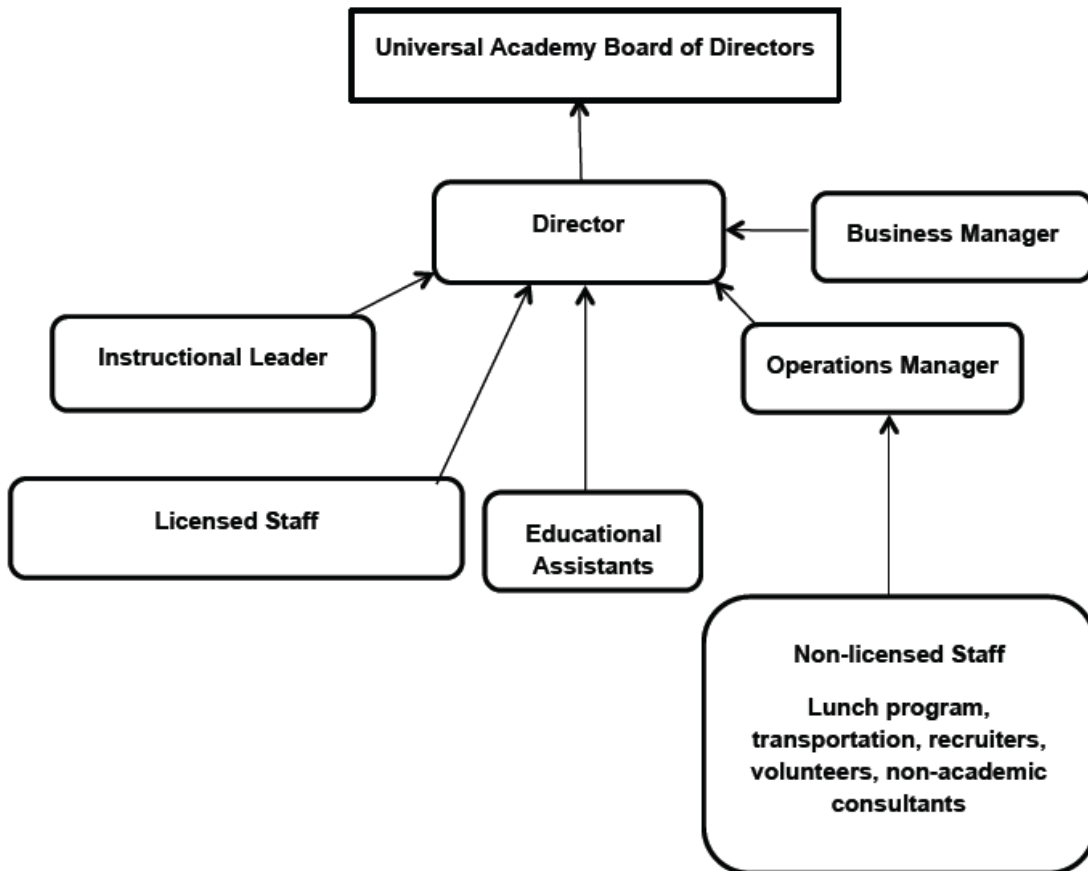 Universal Academy Board of Directors
Director
Business Manager
Instructional Leader
Operations Manager
Licensed Staff
Educational
Assistants
Non-licensed Staff
Lunch program,
transportation, recruiters,
volunteers, non-academic
consultants